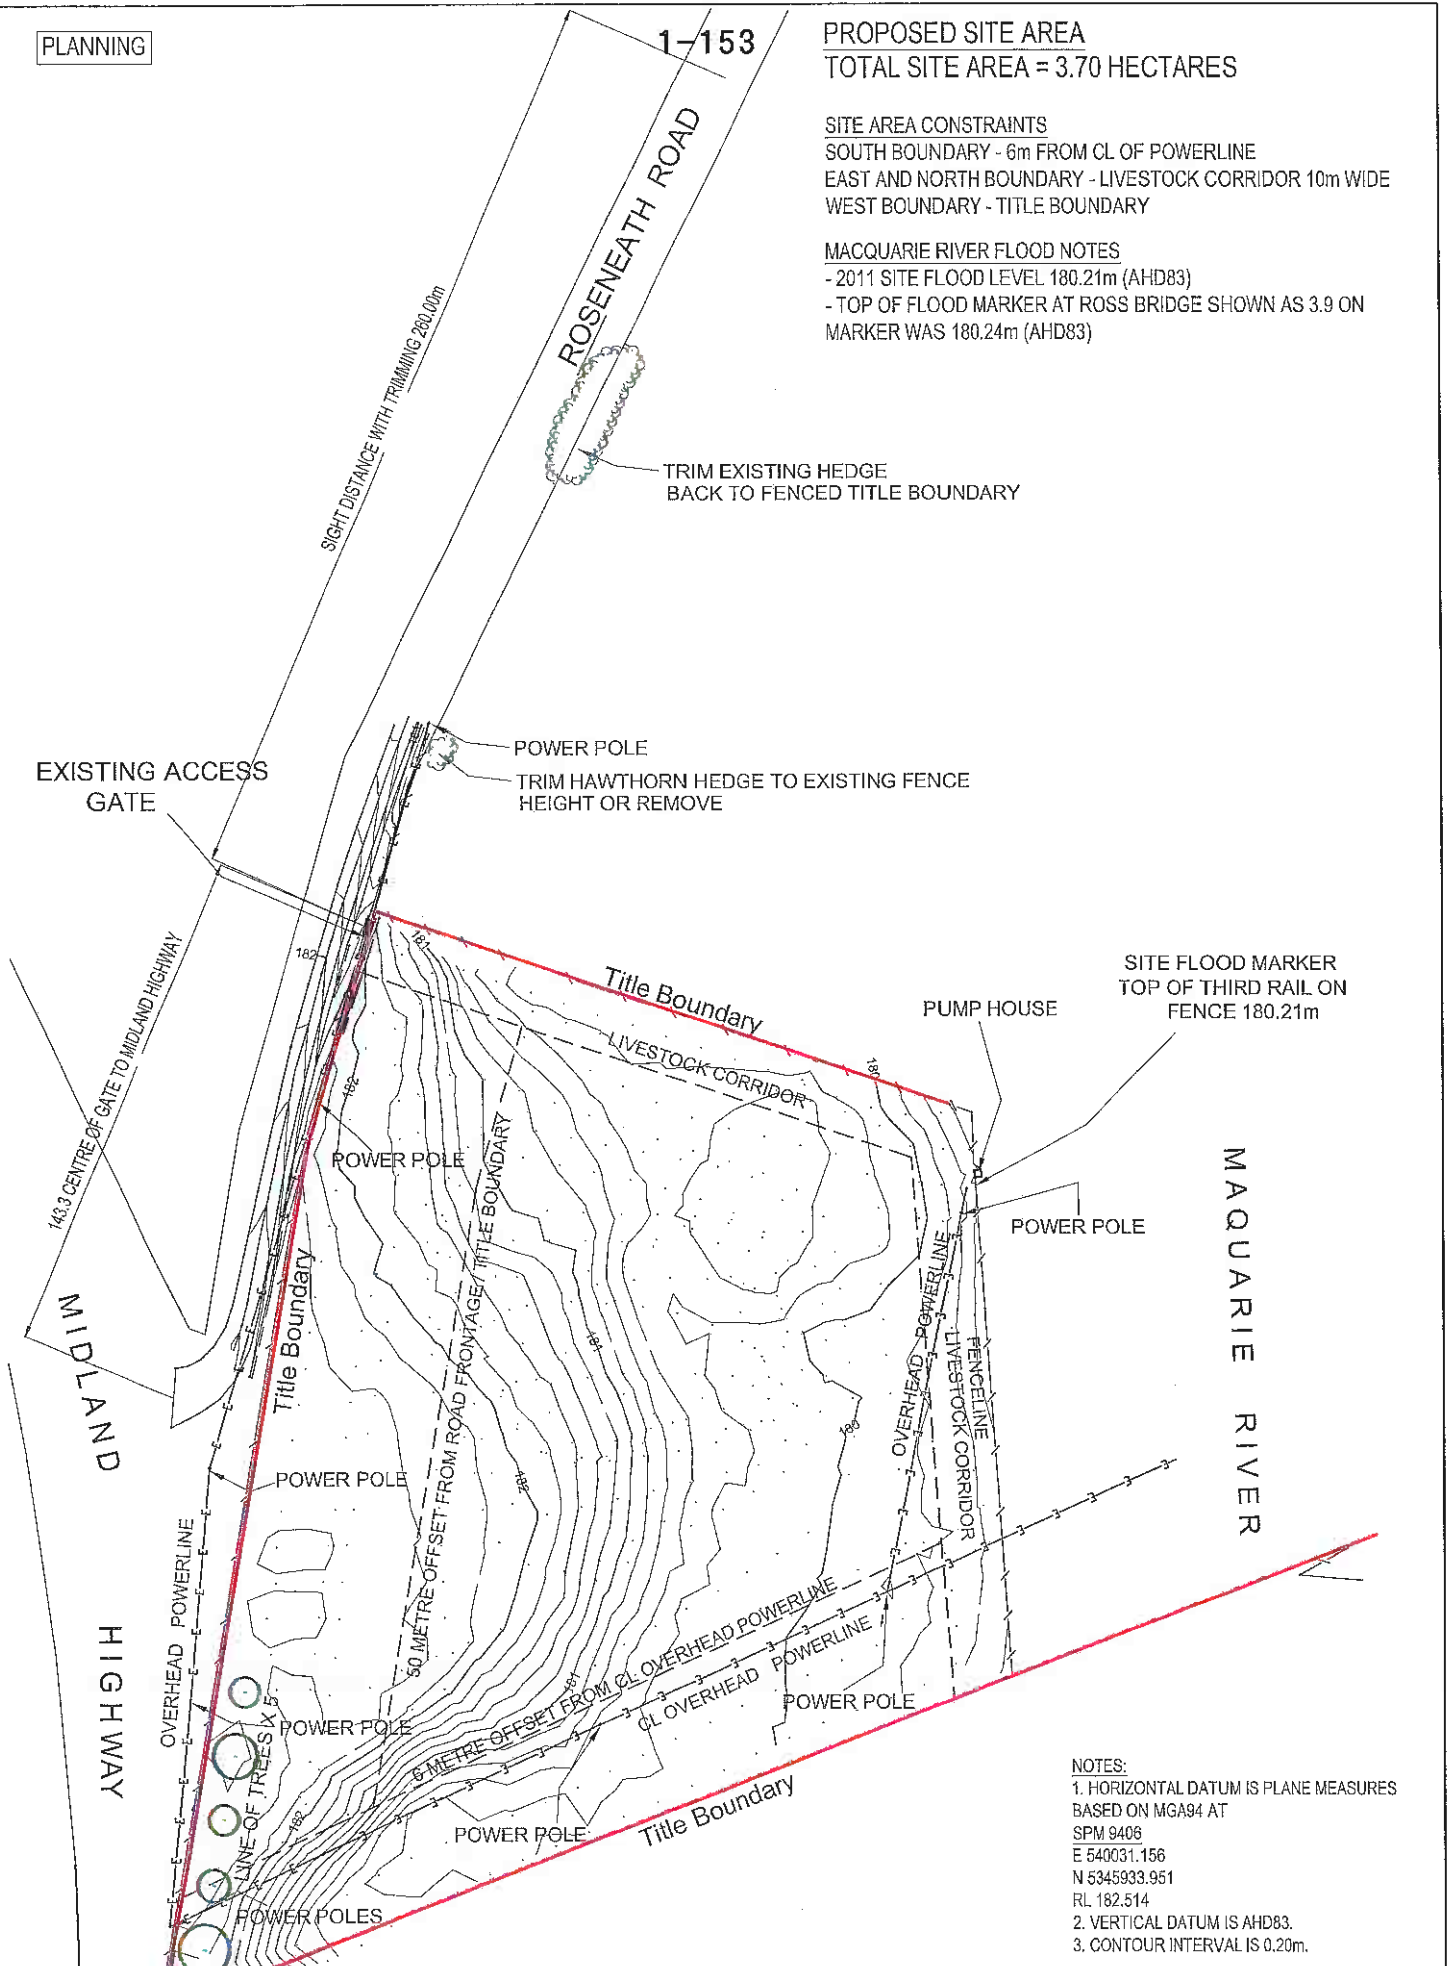 PLANNING
1-153
PROPOSED SITE AREA
TOTAL SITE AREA = 3.70 HECTARES
SITE AREA CONSTRAINTS
SOUTH BOUNDARY - 6m FROM CL OF POWERLINE
EAST AND NORTH BOUNDARY - LIVESTOCK CORRIDOR 10m WIDE
WEST BOUNDARY - TITLE BOUNDARY
MACQUARIE RIVER FLOOD NOTES
- 2011 SITE FLOOD LEVEL 180.21m (AHD83)
- TOP OF FLOOD MARKER AT ROSS BRIDGE SHOWN AS 3.9 ON
MARKER WAS 180.24m (AHD83)
ROSENEATH ROAD
SIGHT DISTANCE WITH TRIMMING 260.00m
TRIM EXISTING HEDGE
BACK TO FENCED TITLE BOUNDARY
POWER POLE
TRIM HAWTHORN HEDGE TO EXISTING FENCE
HEIGHT OR REMOVE
EXISTING ACCESS
GATE
143.3 CENTRE OF GATE TO MIDLAND HIGHWAY
182
181
Title Boundary
LIVESTOCK CORRIDOR
180
PUMP HOUSE
SITE FLOOD MARKER
TOP OF THIRD RAIL ON
FENCE 180.21m
182
POWER POLE
POWER POLE
50 METRE OFFSET FROM ROAD FRONTAGE / TITLE BOUNDARY
MAQUARIE RIVER
Title Boundary
181
OVERHEAD POWERLINE
FENCELINE
LIVESTOCK CORRIDOR
180
MIDLAND HIGHWAY
POWER POLE
182
OVERHEAD POWERLINE
6 METRE OFFSET FROM CL OVERHEAD POWERLINE
CL OVERHEAD POWERLINE
181
POWER POLE
POWER POLE
LINE OF TREES X 5
182
POWER POLE
Title Boundary
POWER POLES
NOTES:
1. HORIZONTAL DATUM IS PLANE MEASURES
BASED ON MGA94 AT
SPM 9406
E 540031.156
N 5345933.951
RL 182.514
2. VERTICAL DATUM IS AHD83.
3. CONTOUR INTERVAL IS 0.20m.